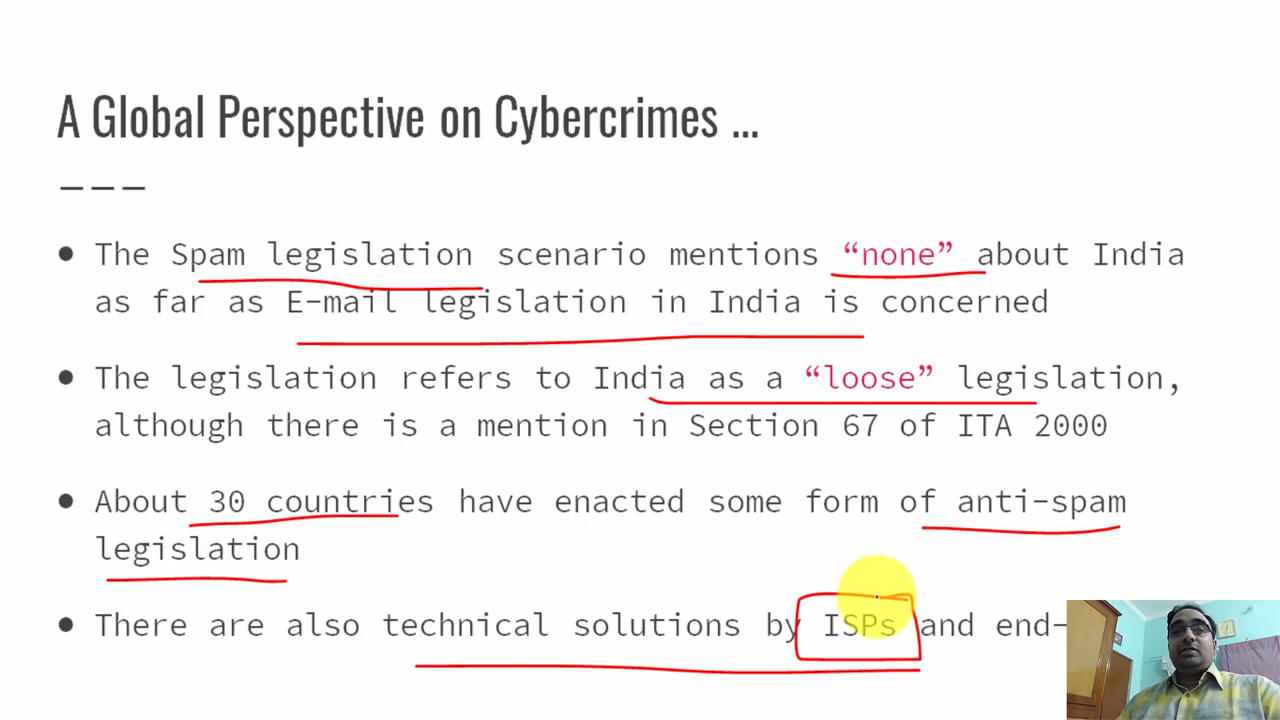 A Global Perspective on Cybercrimes ...
---
● The Spam legislation scenario mentions “none” about India
as far as E-mail legislation in India is concerned
● The legislation refers to India as a “loose” legislation,
although there is a mention in Section 67 of ITA 2000
● About 30 countries have enacted some form of anti-spam
legislation
● There are also technical solutions by ISPs and end-